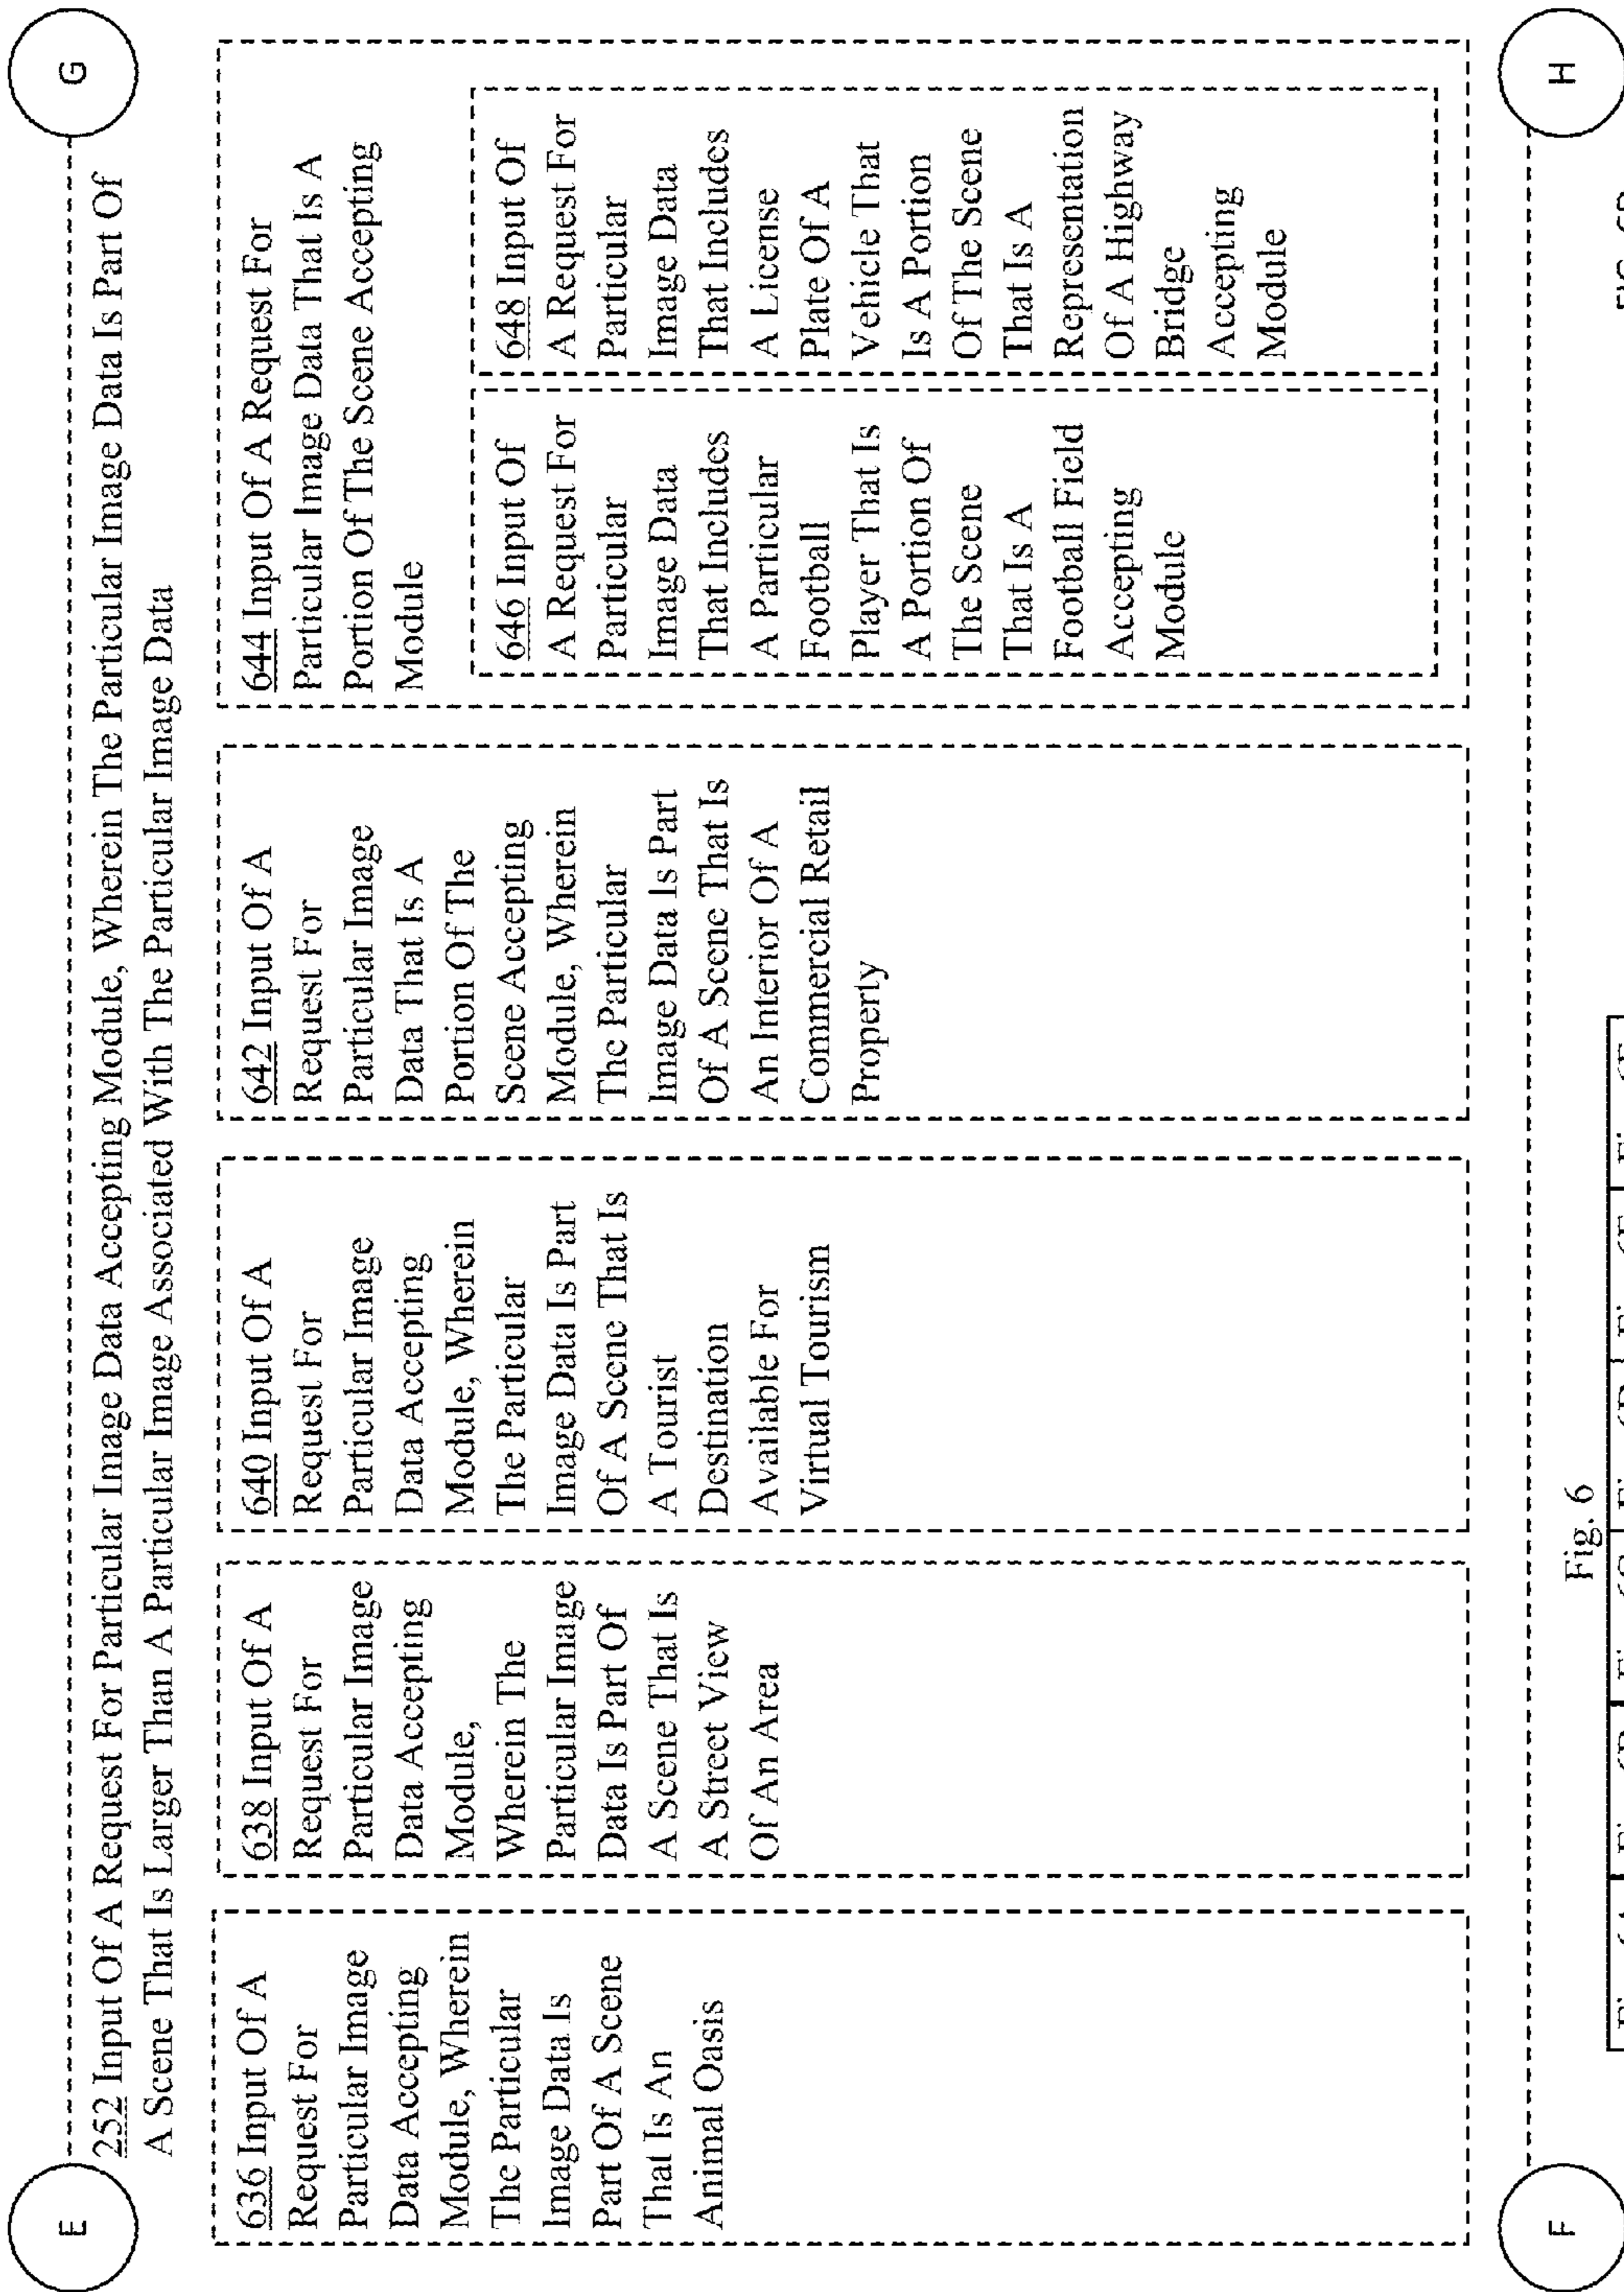 E
G
252 Input Of A Request For Particular Image Data Accepting Module, Wherein The Particular Image Data Is Part Of
A Scene That Is Larger Than A Particular Image Associated With The Particular Image Data
636 Input Of A
Request For
Particular Image
Data Accepting
Module, Wherein
The Particular
Image Data Is
Part Of A Scene
That Is An
Animal Oasis
638 Input Of A
Request For
Particular Image
Data Accepting
Module,
Wherein The
Particular Image
Data Is Part Of
A Scene That Is
A Street View
Of An Area
640 Input Of A
Request For
Particular Image
Data Accepting
Module, Wherein
The Particular
Image Data Is Part
Of A Scene That Is
A Tourist
Destination
Available For
Virtual Tourism
642 Input Of A
Request For
Particular Image
Data That Is A
Portion Of The
Scene Accepting
Module, Wherein
The Particular
Image Data Is Part
Of A Scene That Is
An Interior Of A
Commercial Retail
Property
644 Input Of A Request For
Particular Image Data That Is A
Portion Of The Scene Accepting
Module
646 Input Of
A Request For
Particular
Image Data
That Includes
A Particular
Football
Player That Is
A Portion Of
The Scene
That Is A
Football Field
Accepting
Module
648 Input Of
A Request For
Particular
Image Data
That Includes
A License
Plate Of A
Vehicle That
Is A Portion
Of The Scene
That Is A
Representation
Of A Highway
Bridge
Accepting
Module
F
H
Fig. 6